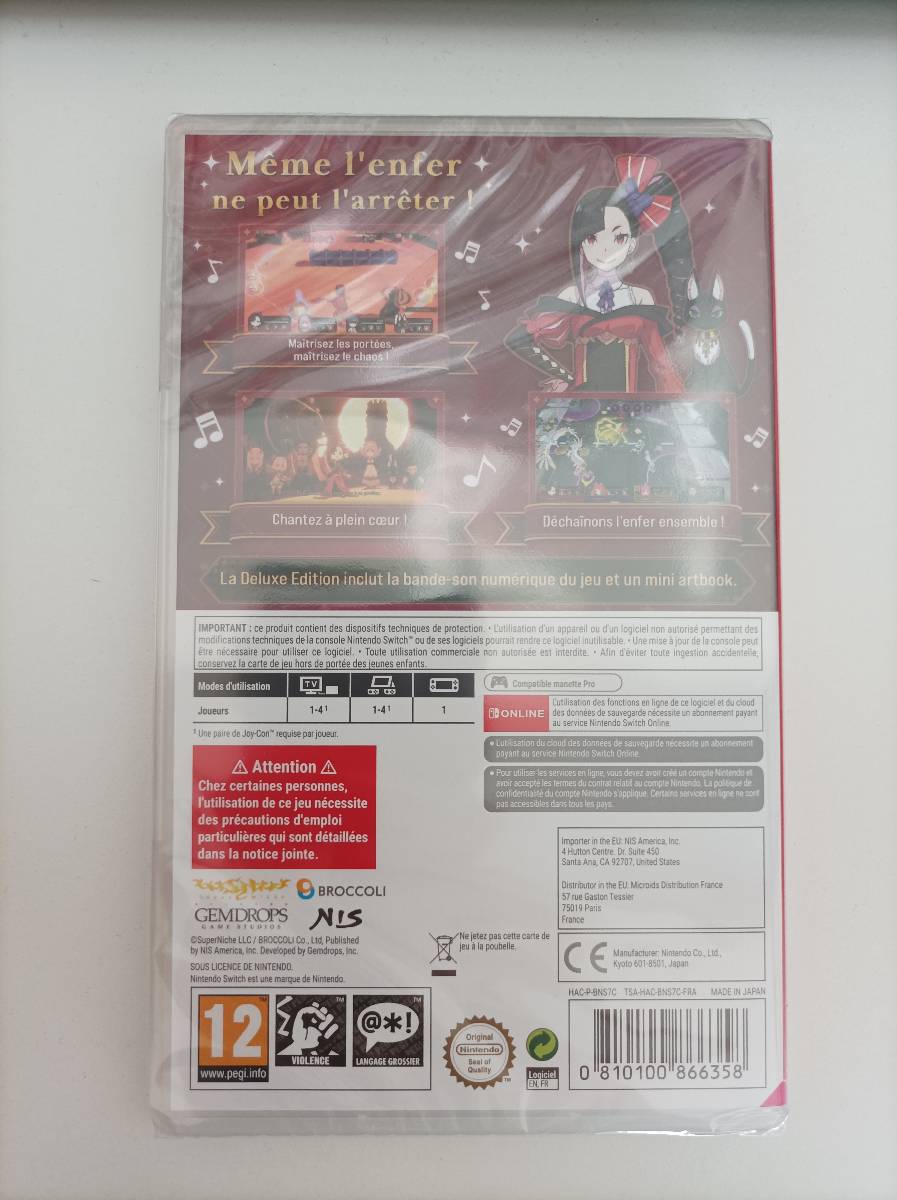 Même l'enfer
ne peut l'arrêter !
Maîtrisez les portées,
maîtrisez le chaos !
Chantez à plein cœur !
Déchaînons l'enfer ensemble !
La Deluxe Edition inclut la bande-son numérique du jeu et un mini artbook.
IMPORTANT : ce produit contient des dispositifs techniques de protection. • L'utilisation d'un appareil ou d'un logiciel non autorisé permettant des
modifications techniques de la console Nintendo Switch™ ou de ses logiciels pourrait rendre ce logiciel inutilisable. • Une mise à jour de la console peut
être nécessaire pour utiliser ce logiciel. • Toute utilisation commerciale non autorisée est interdite. • Afin d'éviter toute ingestion accidentelle,
conservez la carte de jeu hors de portée des jeunes enfants.
Modes d'utilisation
TV
Joueurs
1-4¹
1-4¹
1
¹ Une paire de Joy-Con™ requise par joueur.
Compatible manette Pro
ONLINE
L'utilisation des fonctions en ligne de ce logiciel et du cloud
des données de sauvegarde nécessite un abonnement payant
au service Nintendo Switch Online.
• L'utilisation du cloud des données de sauvegarde nécessite un abonnement
payant au service Nintendo Switch Online.
• Pour utiliser les services en ligne, vous devez avoir créé un compte Nintendo et
avoir accepté les termes du contrat relatif au compte Nintendo. La politique de
confidentialité du compte Nintendo s'applique. Certains services en ligne ne sont
pas accessibles dans tous les pays.
Attention
Chez certaines personnes,
l'utilisation de ce jeu nécessite
des précautions d'emploi
particulières qui sont détaillées
dans la notice jointe.
BROCCOLI
GEMDROPS
GAME STUDIOS
NIS
©SuperNiche LLC / BROCCOLI Co., Ltd, Published
by NIS America, Inc. Developed by Gemdrops, Inc.
SOUS LICENCE DE NINTENDO.
Nintendo Switch est une marque de Nintendo.
Ne jetez pas cette carte de
jeu à la poubelle.
Importer in the EU: NIS America, Inc.
4 Hutton Centre. Dr. Suite 450
Santa Ana, CA 92707, United States
Distributor in the EU: Microids Distribution France
57 rue Gaston Tessier
75019 Paris
France
CE
Manufacturer: Nintendo Co., Ltd.,
Kyoto 601-8501, Japan
HAC-P-BNS7C TSA-HAC-BNS7C-FRA MADE IN JAPAN
12
www.pegi.info
VIOLENCE
@*!
LANGAGE GROSSIER
Original
Nintendo
Seal of
Quality
Logiciel
EN, FR
0 810100 866358